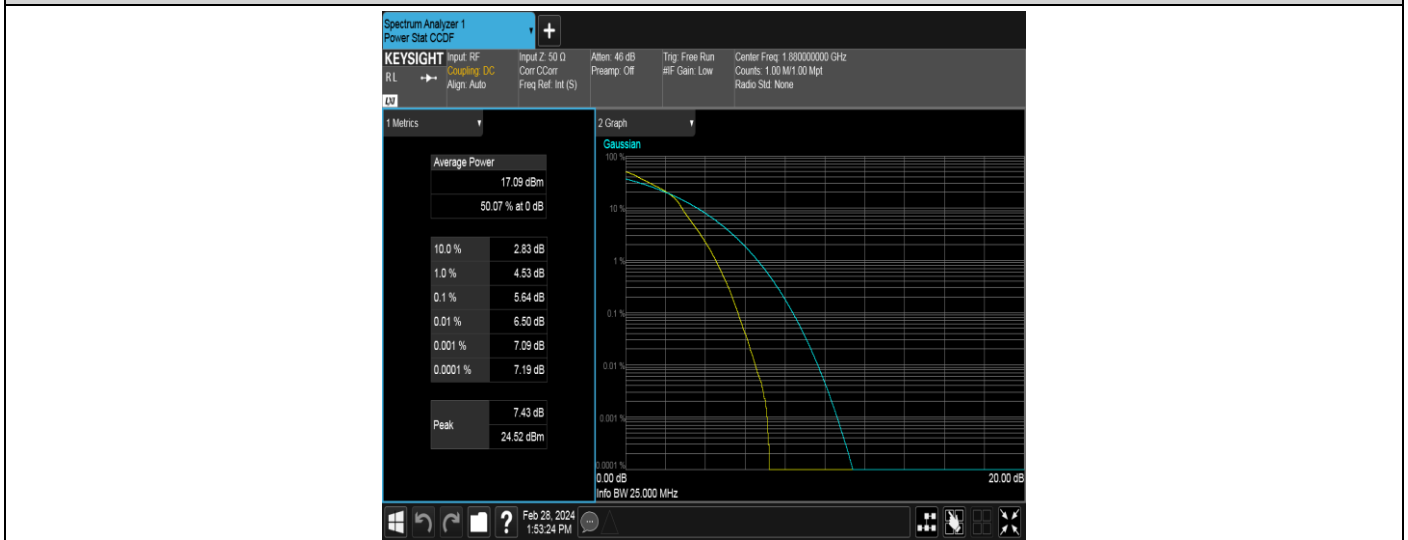 Spectrum Analyzer 1
Power Stat CCDF
+
KEYSIGHT Input: RF Input Z: 50 Ω Atten: 46 dB Trig: Free Run Center Freq: 1.880000000 GHz
RL Coupling: DC Corr CCorr Preamp: Off #IF Gain: Low Counts: 1.00 M/1.00 Mpt
Align: Auto Freq Ref: Int (S) Radio Std: None
LXI
1 Metrics
Average Power
17.09 dBm
50.07 % at 0 dB
10.0 % 2.83 dB
1.0 % 4.53 dB
0.1 % 5.64 dB
0.01 % 6.50 dB
0.001 % 7.09 dB
0.0001 % 7.19 dB
Peak 7.43 dB
24.52 dBm
2 Graph
Gaussian
100 %
10 %
1 %
0.1 %
0.01 %
0.001 %
0.0001 %
0.00 dB 20.00 dB
Info BW 25.000 MHz
? Feb 28, 2024
1:53:24 PM